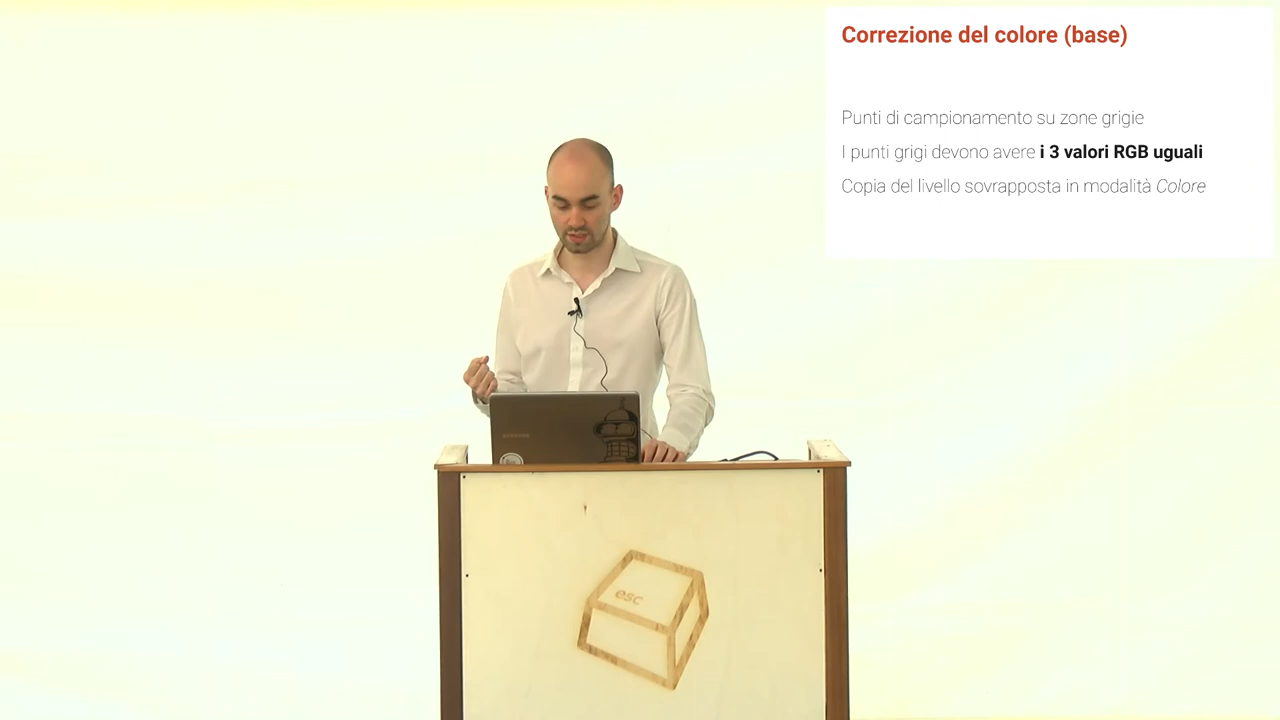 Correzione del colore (base)
Punti di campionamento su zone grigie
I punti grigi devono avere i 3 valori RGB uguali
Copia del livello sovrapposta in modalità Colore
SAMSUNG
esc